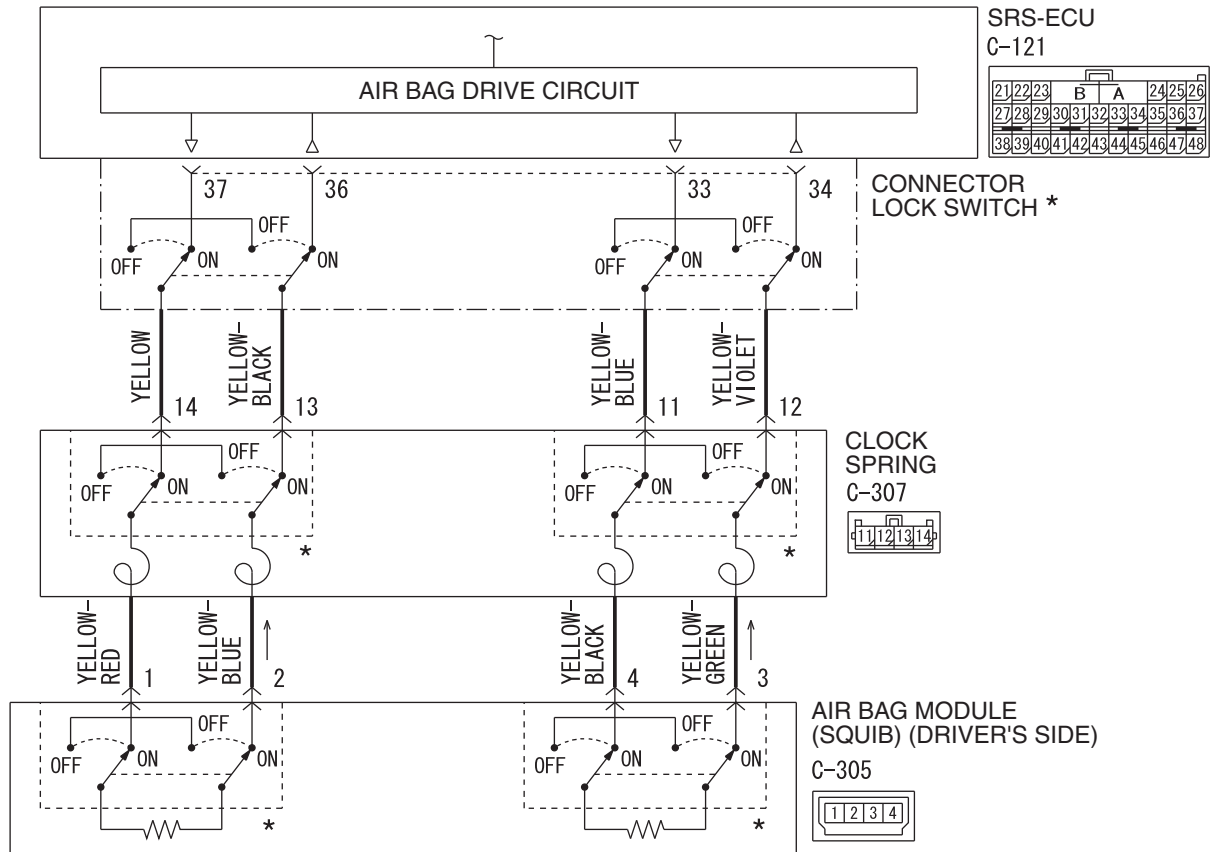 SRS-ECU
C-121
AIR BAG DRIVE CIRCUIT
21 22 23 B A 24 25 26
27 28 29 30 31 32 33 34 35 36 37
38 39 40 41 42 43 44 45 46 47 48
37 36 33 34
CONNECTOR
LOCK SWITCH *
OFF OFF
OFF ON ON OFF ON ON
YELLOW
YELLOW-
BLACK
YELLOW-
BLUE
YELLOW-
VIOLET
14 13 11 12
CLOCK
SPRING
C-307
11 12 13 14
OFF OFF
OFF ON ON OFF ON ON
* *
YELLOW-
RED
YELLOW-
BLUE
YELLOW-
BLACK
YELLOW-
GREEN
1 2 4 3
AIR BAG MODULE
(SQUIB) (DRIVER'S SIDE)
C-305
1 2 3 4
OFF OFF
OFF ON ON OFF ON ON
* *